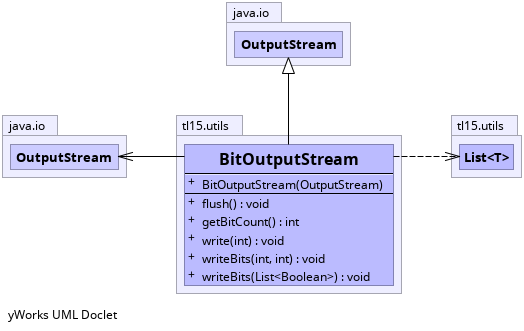 java.io
OutputStream
java.io
OutputStream
tl15.utils
BitOutputStream
+ BitOutputStream(OutputStream)
+ flush() : void
+ getBitCount() : int
+ write(int) : void
+ writeBits(int, int) : void
+ writeBits(List<Boolean>) : void
tl15.utils
List<T>
yWorks UML Doclet